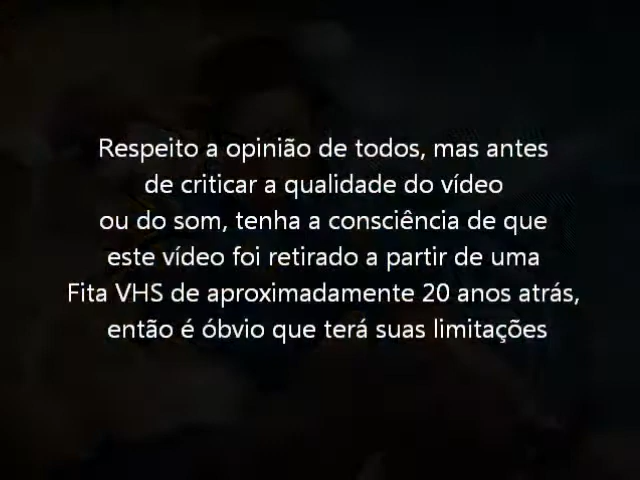 Respeito a opinião de todos, mas antes
de criticar a qualidade do vídeo
ou do som, tenha a consciência de que
este vídeo foi retirado a partir de uma
Fita VHS de aproximadamente 20 anos atrás,
então é óbvio que terá suas limitações